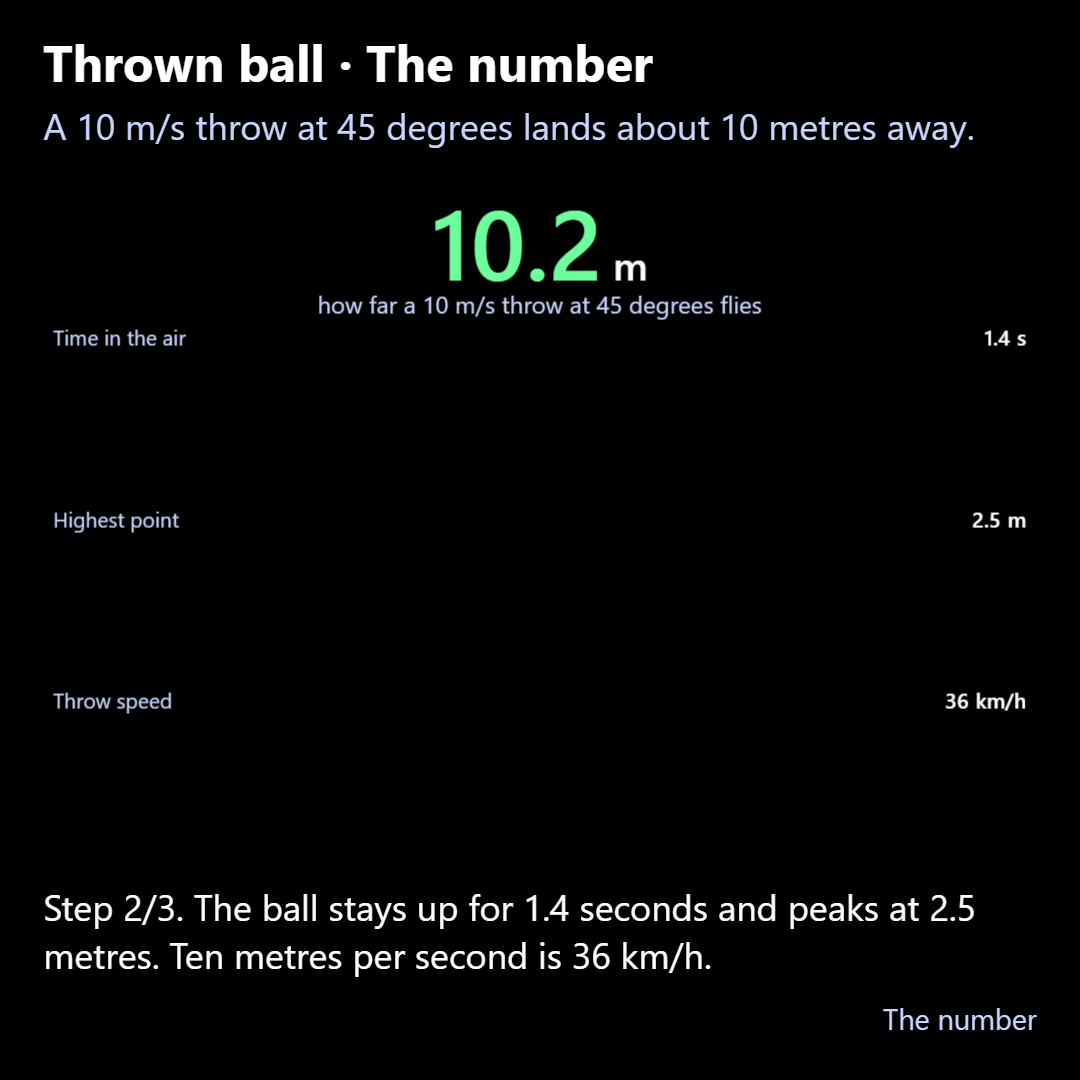 Thrown ball · The number
A 10 m/s throw at 45 degrees lands about 10 metres away.
10.2 m
how far a 10 m/s throw at 45 degrees flies
Time in the air 1.4 s
Highest point 2.5 m
Throw speed 36 km/h
Step 2/3. The ball stays up for 1.4 seconds and peaks at 2.5
metres. Ten metres per second is 36 km/h.
The number